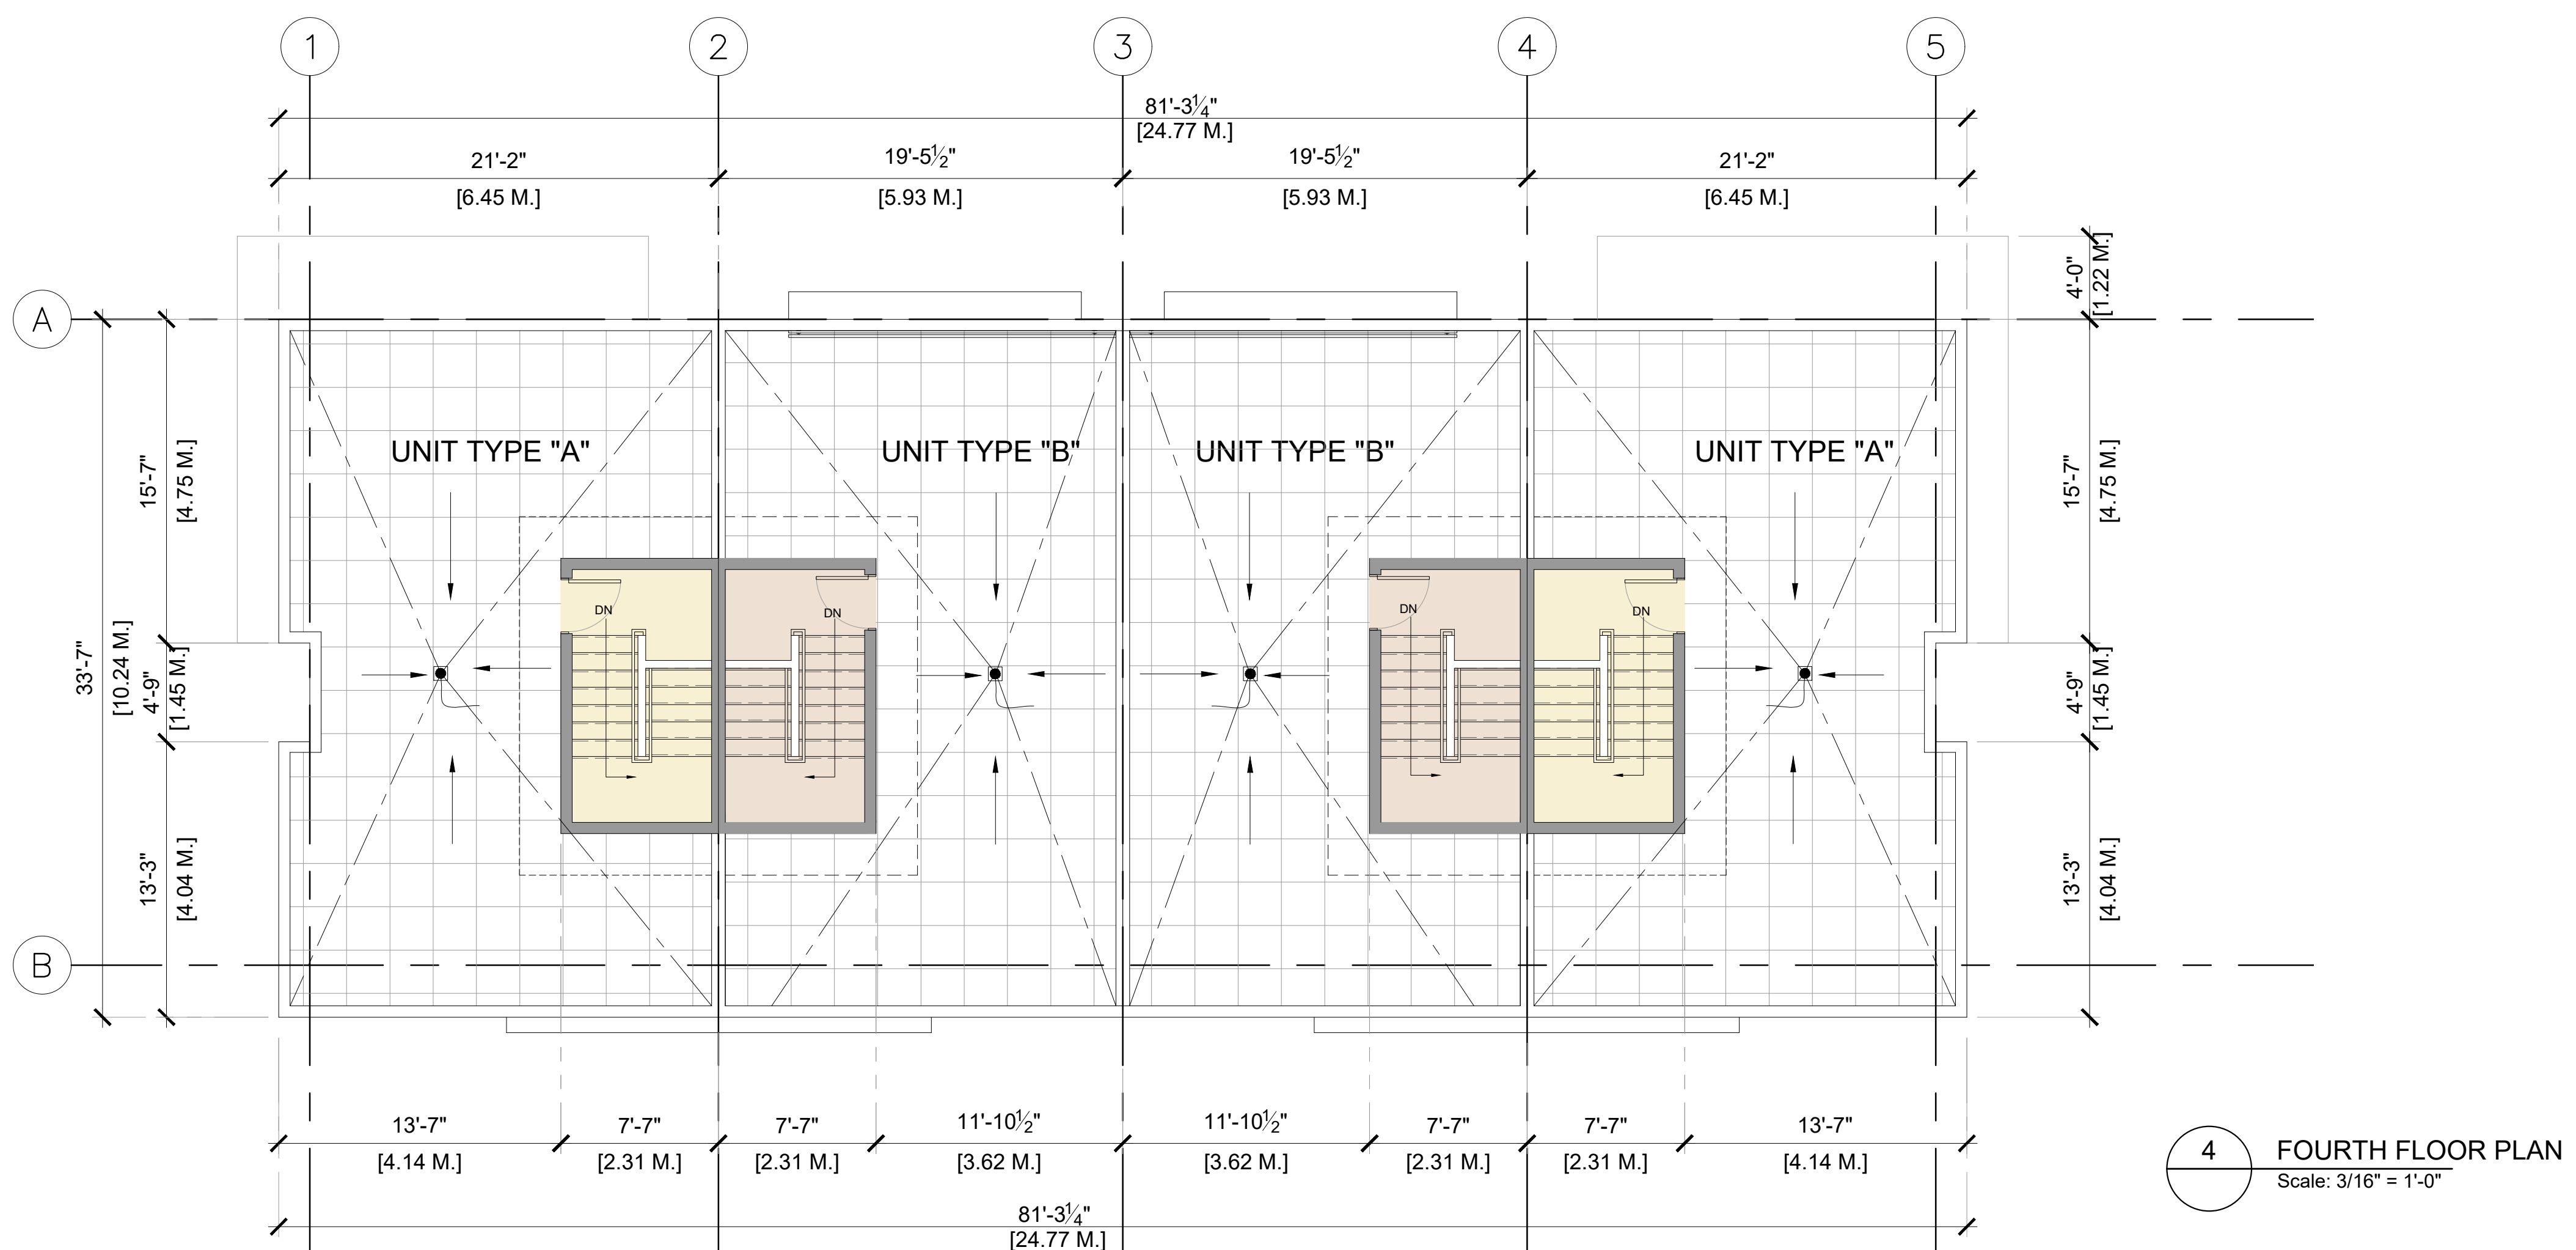 1 2 3 4 5
81'-3¼"
[24.77 M.]
21'-2" 19'-5½" 19'-5½" 21'-2"
[6.45 M.] [5.93 M.] [5.93 M.] [6.45 M.]
4'-0"
[1.22 M.]
A
UNIT TYPE "A" UNIT TYPE "B" UNIT TYPE "B" UNIT TYPE "A"
15'-7"
[4.75 M.]
15'-7"
[4.75 M.]
DN DN DN DN
33'-7"
[10.24 M.]
4'-9"
[1.45 M.]
4'-9"
[1.45 M.]
13'-3"
[4.04 M.]
13'-3"
[4.04 M.]
B
13'-7" 7'-7" 7'-7" 11'-10½" 11'-10½" 7'-7" 7'-7" 13'-7"
[4.14 M.] [2.31 M.] [2.31 M.] [3.62 M.] [3.62 M.] [2.31 M.] [2.31 M.] [4.14 M.]
81'-3¼"
[24.77 M.]
4 FOURTH FLOOR PLAN
Scale: 3/16" = 1'-0"